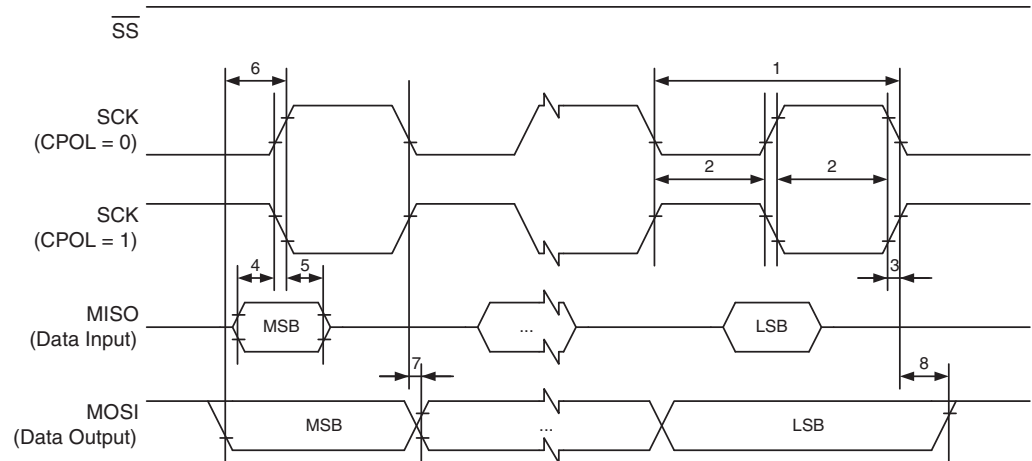 SS
6
1
SCK
(CPOL = 0)
2
2
SCK
(CPOL = 1)
4
5
3
MISO
(Data Input)
MSB
...
LSB
7
8
MOSI
(Data Output)
MSB
...
LSB